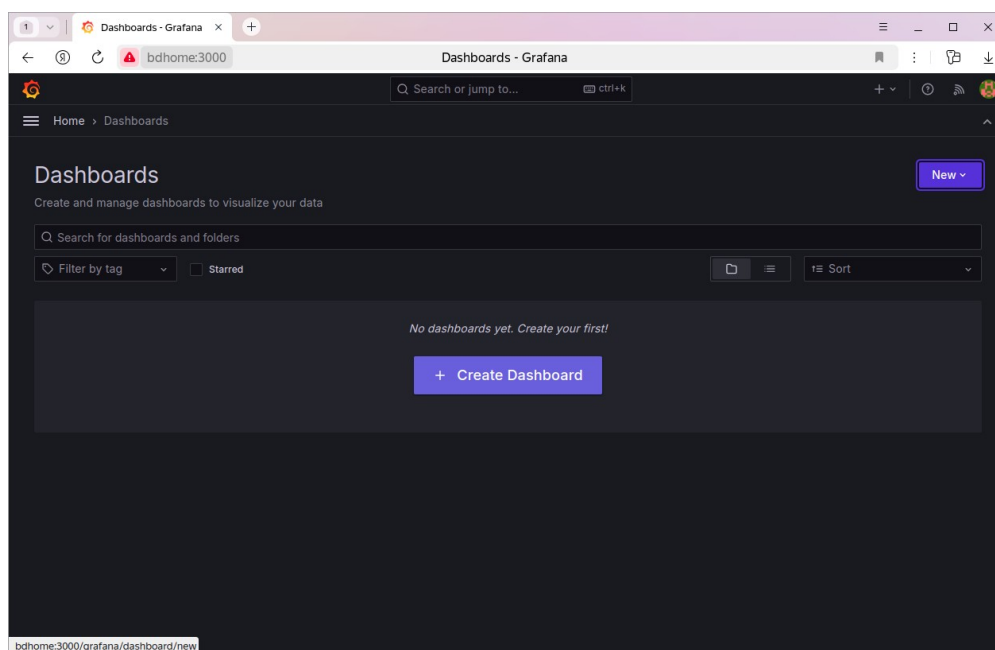 1
Dashboards - Grafana
bdhome:3000
Dashboards - Grafana
Search or jump to...
ctrl+k
Home › Dashboards
Dashboards
New
Create and manage dashboards to visualize your data
Search for dashboards and folders
Filter by tag
Starred
Sort
No dashboards yet. Create your first!
+ Create Dashboard
bdhome:3000/grafana/dashboard/new